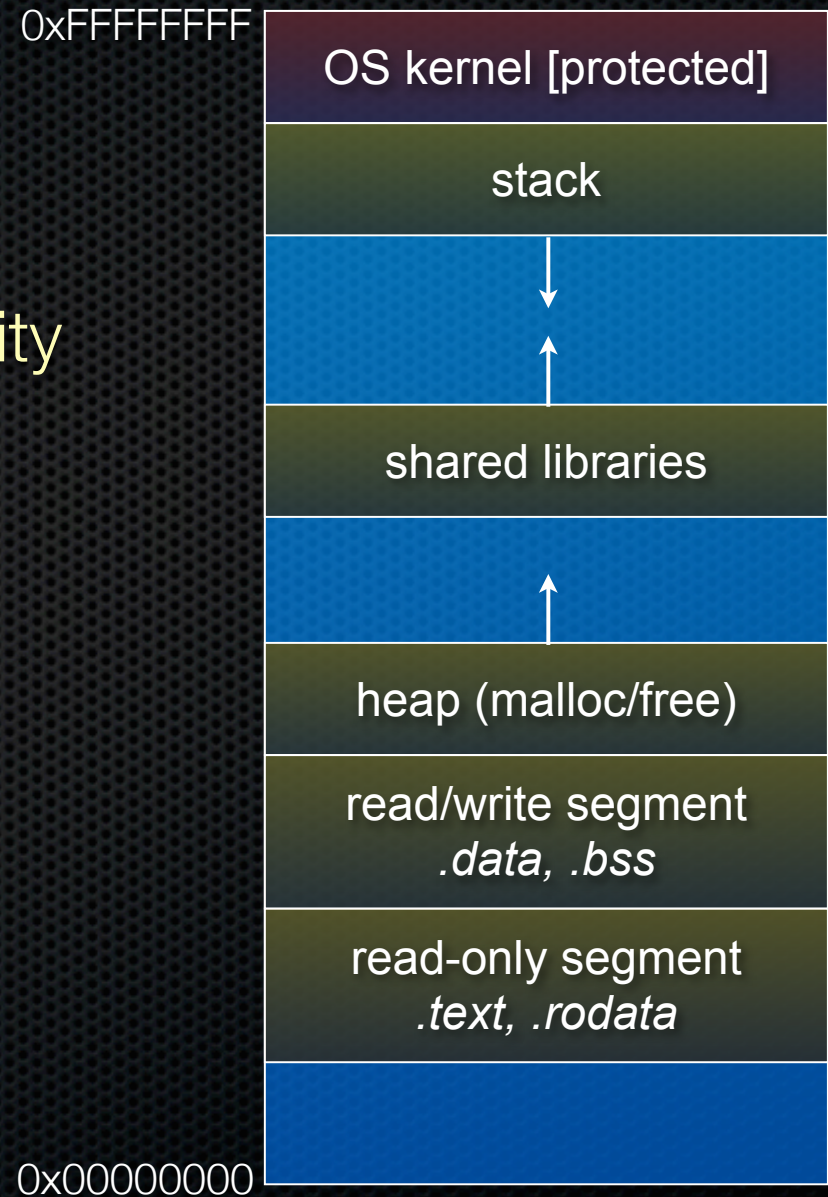 0xFFFFFFFF
OS kernel [protected]
stack
ity
shared libraries
heap (malloc/free)
read/write segment
.data, .bss
read-only segment
.text, .rodata
0x00000000